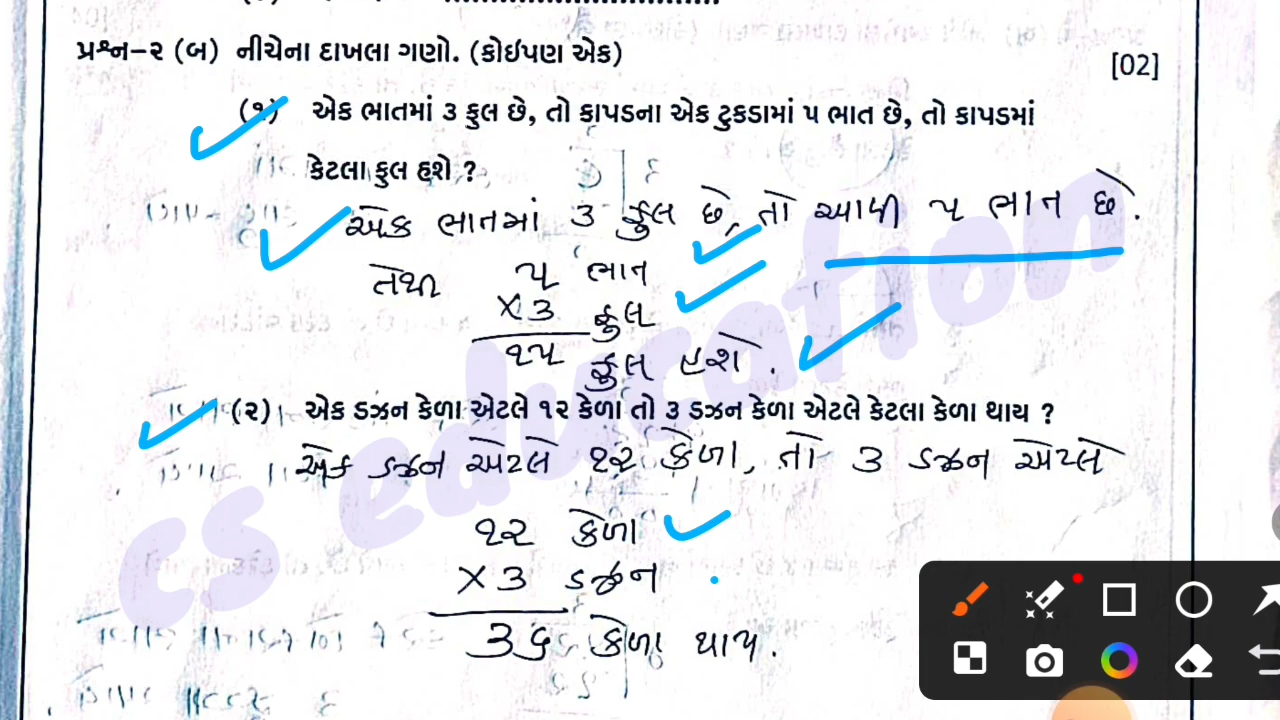 પ્રશ્ન-૨ (બ) નીચેના દાખલા ગણો. (કોઈપણ એક) [02]
(૧) એક ભાતમાં ૩ ફુલ છે, તો કાપડના એક ટુકડામાં ૫ ભાત છે, તો કાપડમાં
કેટલા ફુલ હશે ?
એક ભાતમાં ૩ ફુલ છે, તો આપી ૫ ભાત છે.
તેથી ૫ ભાત
×૩ ફુલ
૧૫ ફુલ હશે.
(૨) એક ડઝન કેળા એટલે ૧૨ કેળા તો ૩ ડઝન કેળા એટલે કેટલા કેળા થાય ?
એક ડઝન એટલે ૧૨ કેળા, તો ૩ ડઝન એટલે
૧૨ કેળા
×૩ ડઝન
૩૬ કેળા થાય.
cs education